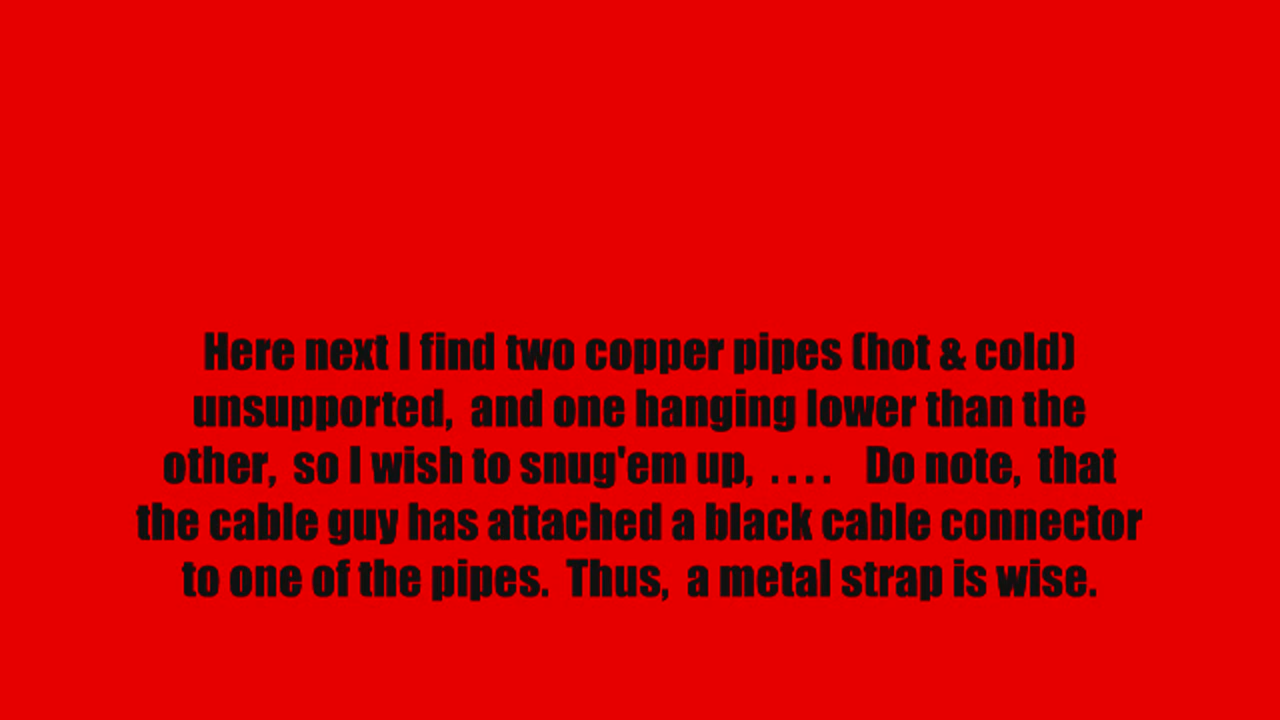 Here next I find two copper pipes (hot & cold)
unsupported,  and one hanging lower than the
other,  so I wish to snug'em up,  . . . .    Do note,  that
the cable guy has attached a black cable connector
to one of the pipes.  Thus,  a metal strap is wise.